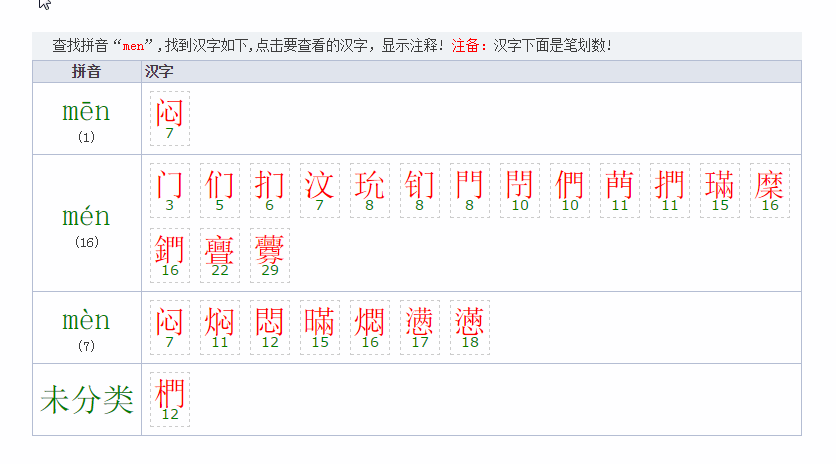 查找拼音“men”,找到汉字如下,点击要查看的汉字，显示注释! 注备：汉字下面是笔划数!
拼音 汉字
mēn
(1)
闷
7
mén
(16)
门 们 扪 汶 玧 钔 門 閅 們 菛 捫 璊 穈
3 5 6 7 8 8 8 10 10 11 11 15 16
鍆 亹 虋
16 22 29
mèn
(7)
闷 焖 悶 暪 燜 懑 懣
7 11 12 15 16 17 18
未分类
椚
12